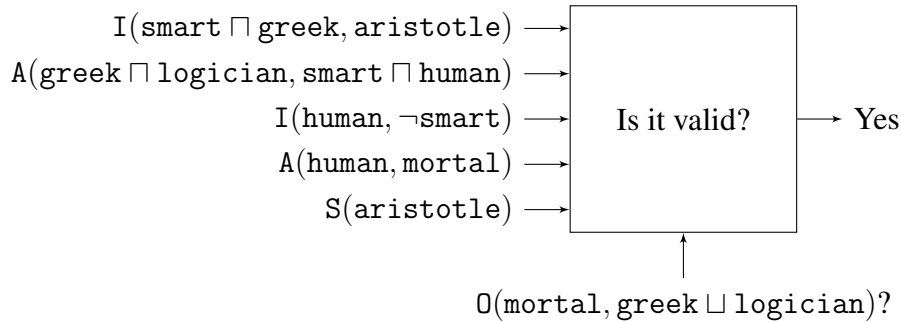 I(smart ⊓ greek, aristotle)
A(greek ⊓ logician, smart ⊓ human)
I(human, ¬smart)
A(human, mortal)
S(aristotle)
Is it valid?
Yes
O(mortal, greek ⊔ logician)?